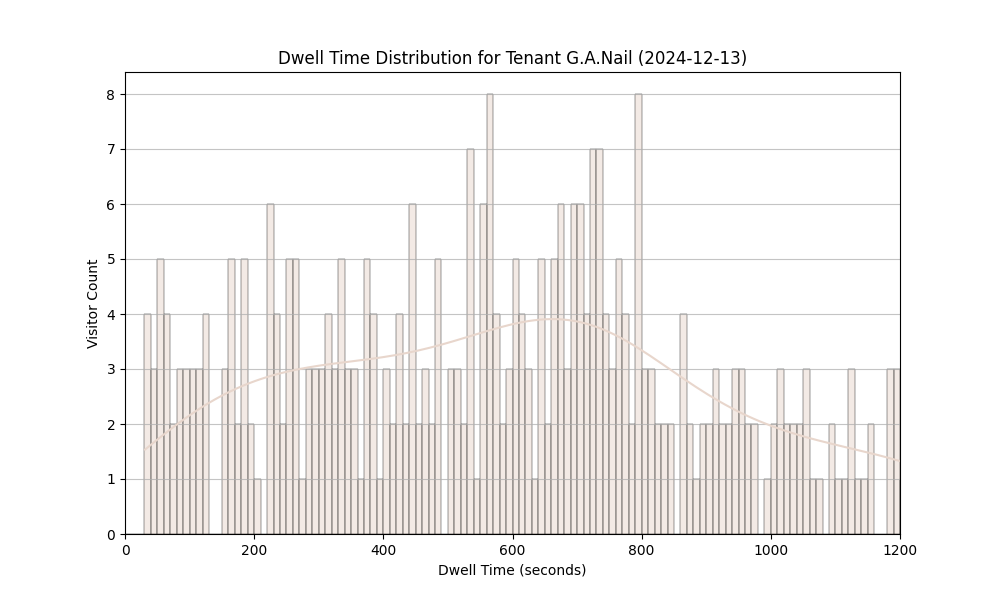 Dwell Time Distribution for Tenant G.A.Nail (2024-12-13)
8
7
6
5
4
3
2
1
0
Visitor Count
0 200 400 600 800 1000 1200
Dwell Time (seconds)